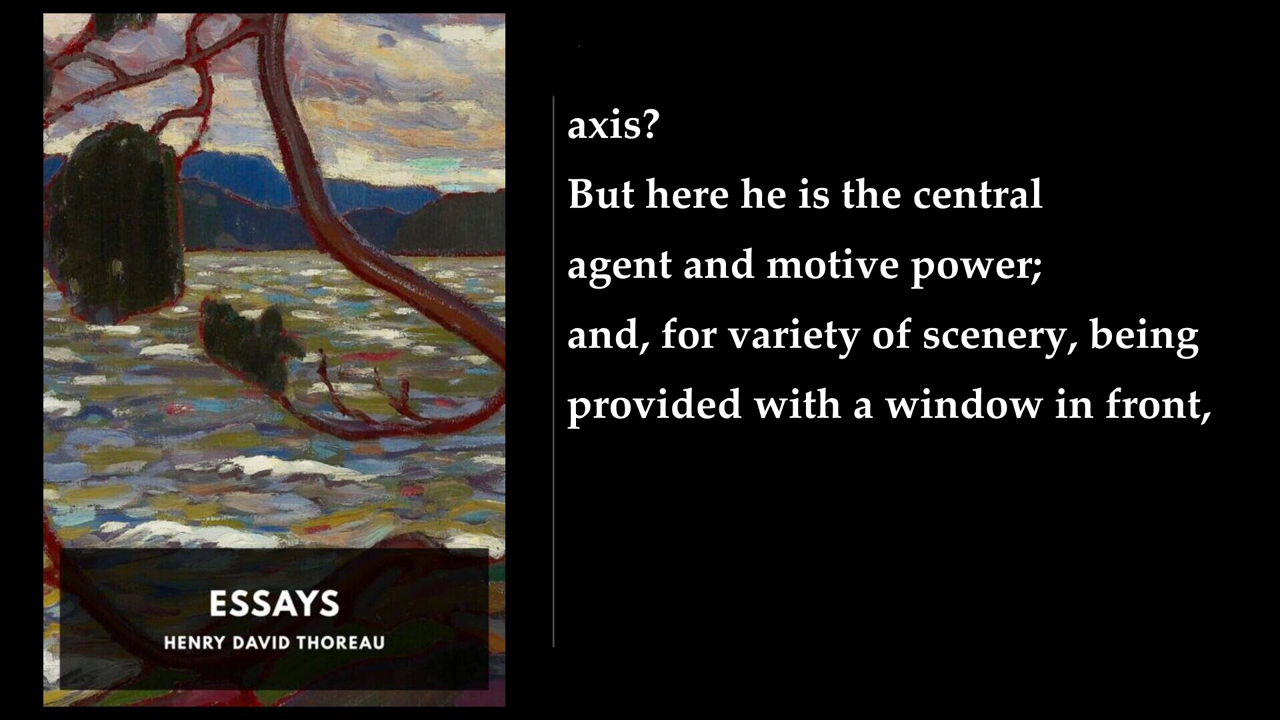 axis?
But here he is the central
agent and motive power;
and, for variety of scenery, being
provided with a window in front,
ESSAYS
HENRY DAVID THOREAU